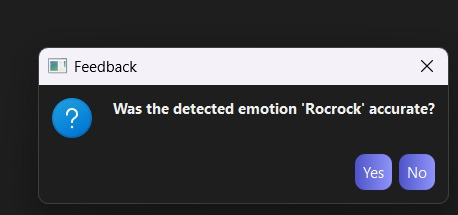 Feedback
Was the detected emotion 'Rocrock' accurate?
Yes No